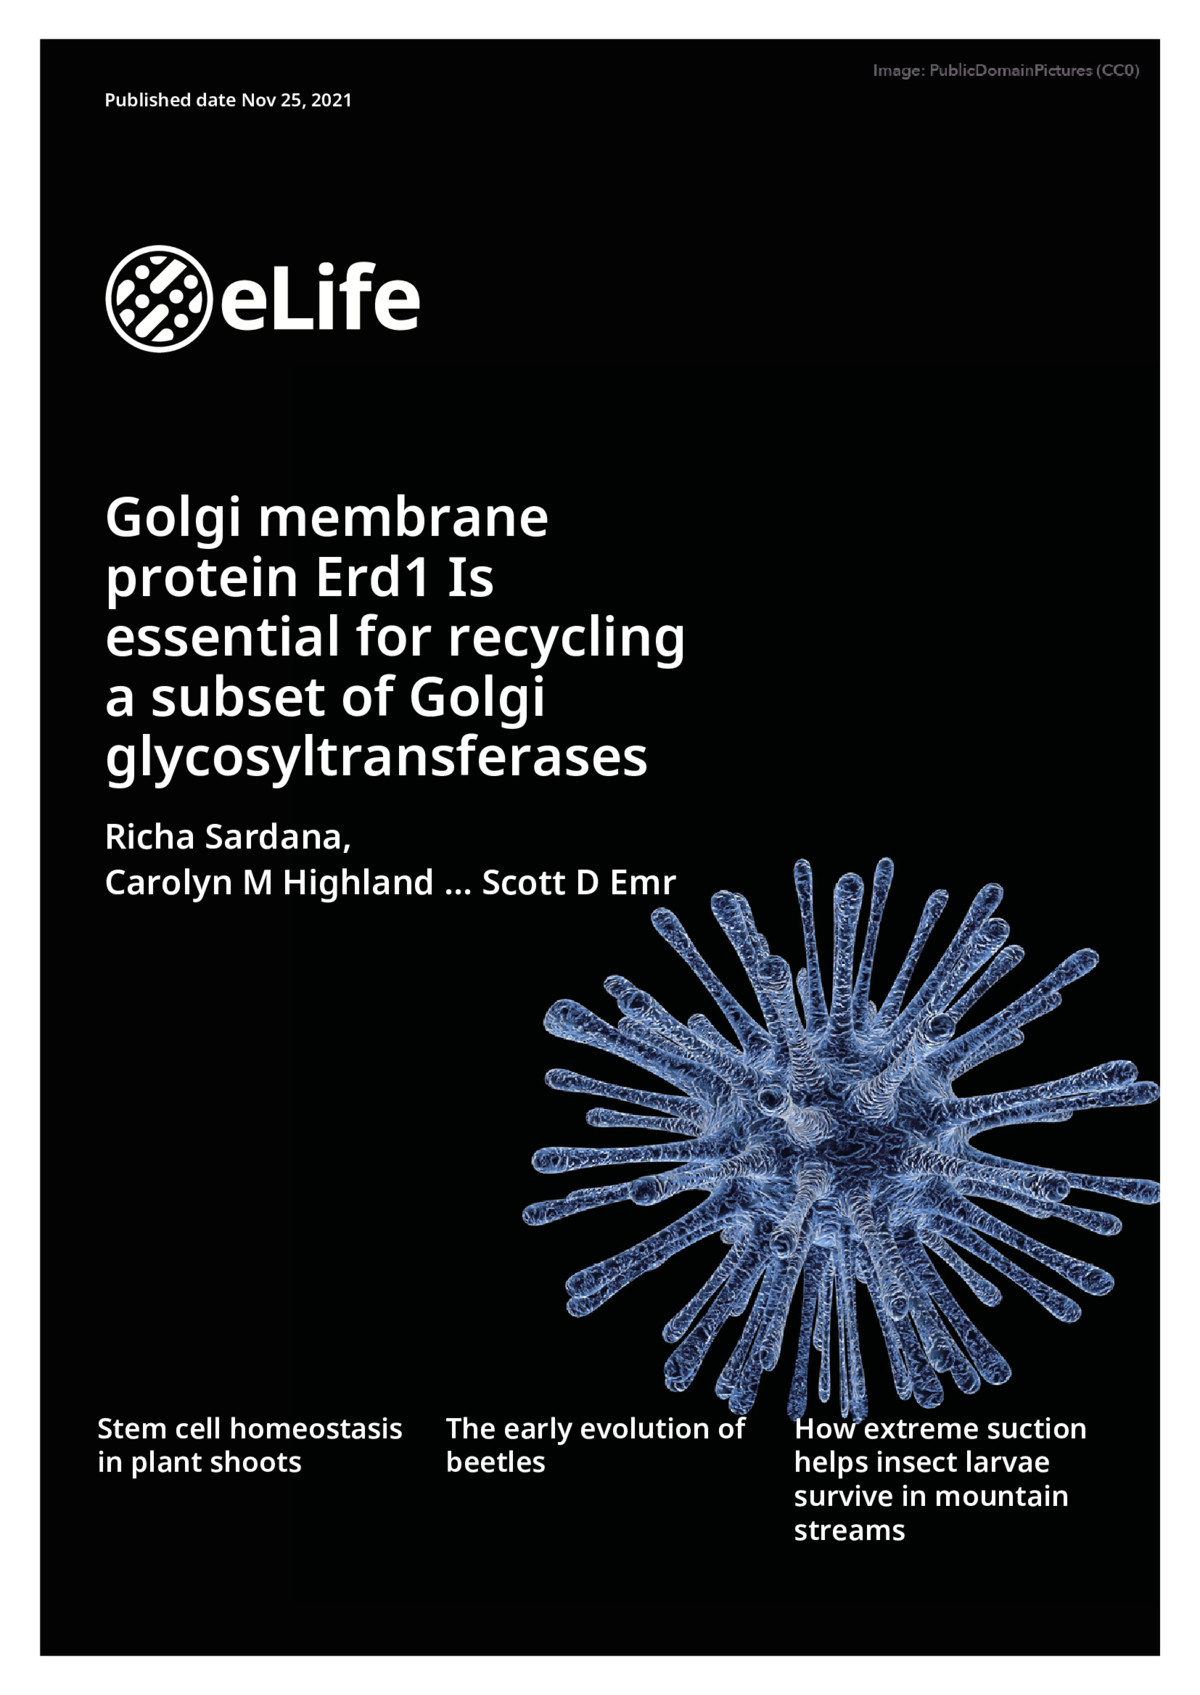 Image: PublicDomainPictures (CC0)
Published date Nov 25, 2021
eLife
Golgi membrane
protein Erd1 Is
essential for recycling
a subset of Golgi
glycosyltransferases
Richa Sardana,
Carolyn M Highland ... Scott D Emr
Stem cell homeostasis
in plant shoots
The early evolution of
beetles
How extreme suction
helps insect larvae
survive in mountain
streams